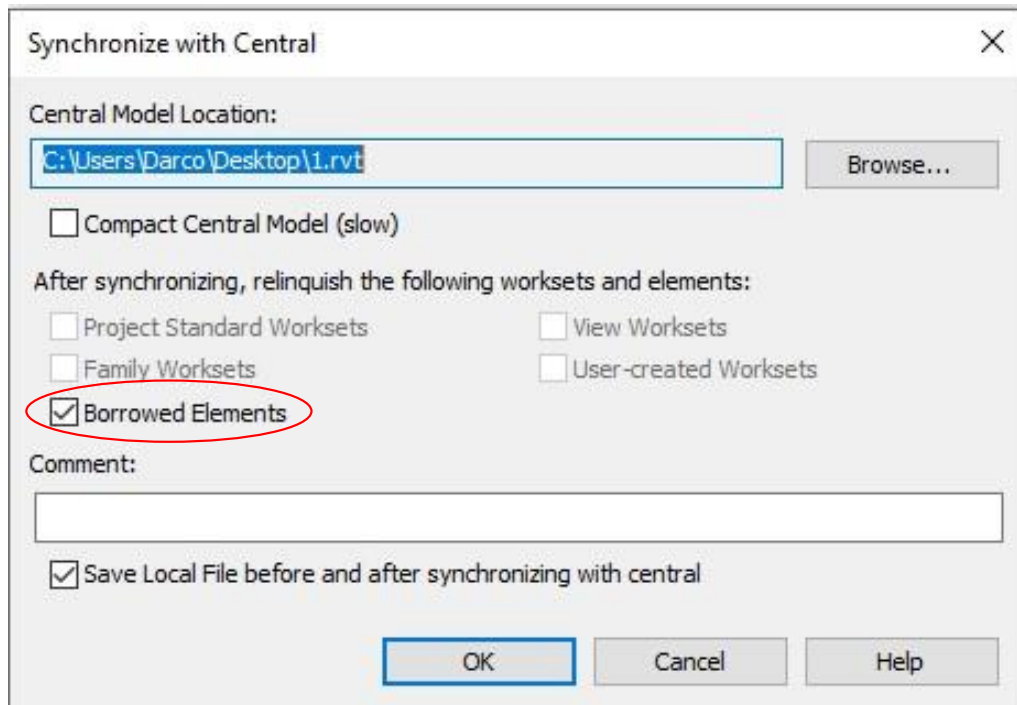 Synchronize with Central
Central Model Location:
C:\Users\Darco\Desktop\1.rvt
Browse...
Compact Central Model (slow)
After synchronizing, relinquish the following worksets and elements:
Project Standard Worksets
View Worksets
Family Worksets
User-created Worksets
Borrowed Elements
Comment:
Save Local File before and after synchronizing with central
OK
Cancel
Help